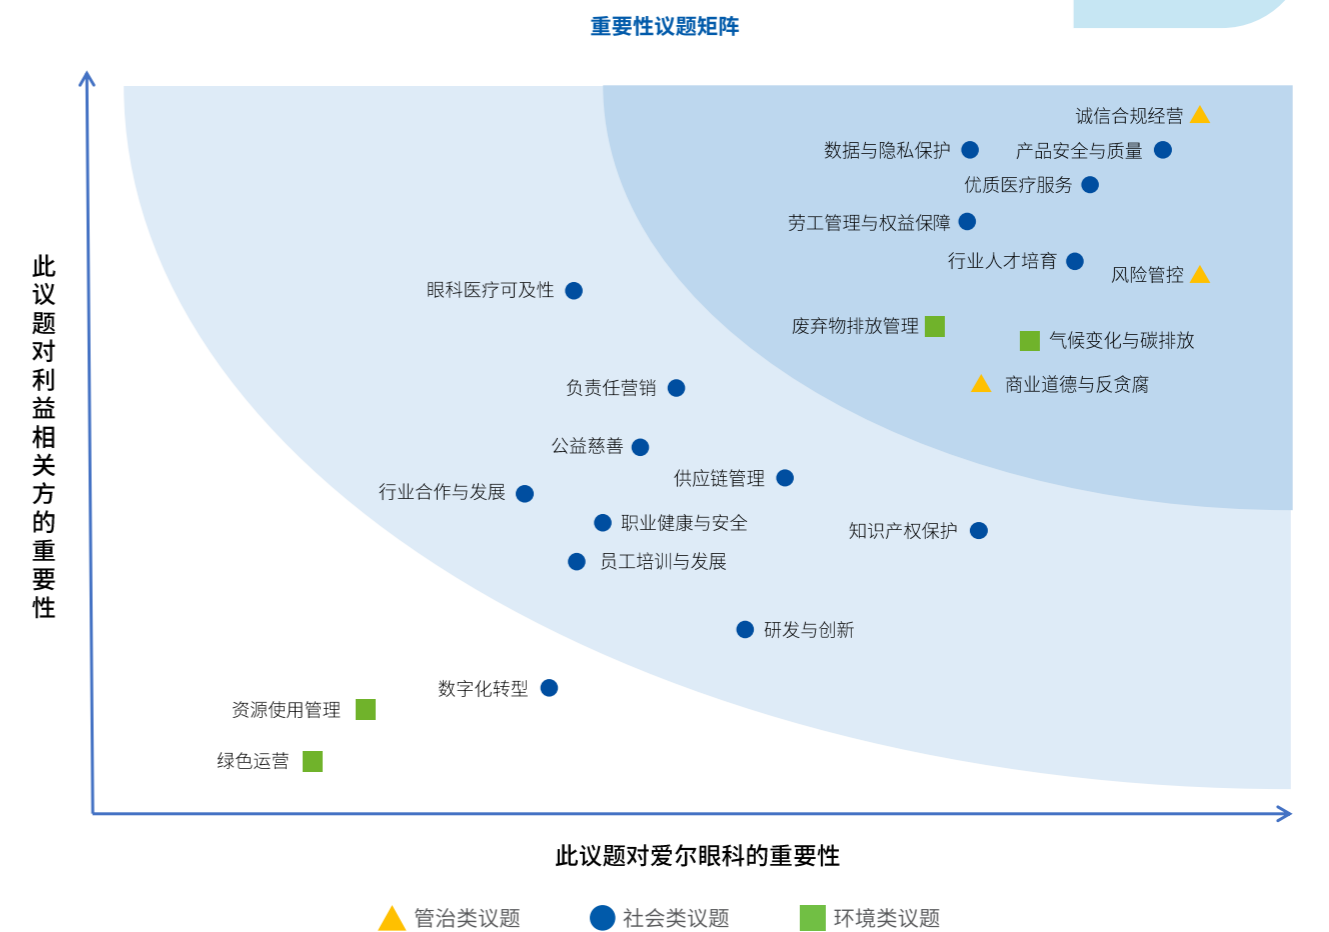 重要性议题矩阵
诚信合规经营
数据与隐私保护
产品安全与质量
优质医疗服务
劳工管理与权益保障
行业人才培育
风险管控
眼科医疗可及性
废弃物排放管理
气候变化与碳排放
商业道德与反贪腐
负责任营销
公益慈善
供应链管理
行业合作与发展
职业健康与安全
知识产权保护
员工培训与发展
研发与创新
数字化转型
资源使用管理
绿色运营
此议题对利益相关方的重要性
此议题对爱尔眼科的重要性
管治类议题
社会类议题
环境类议题